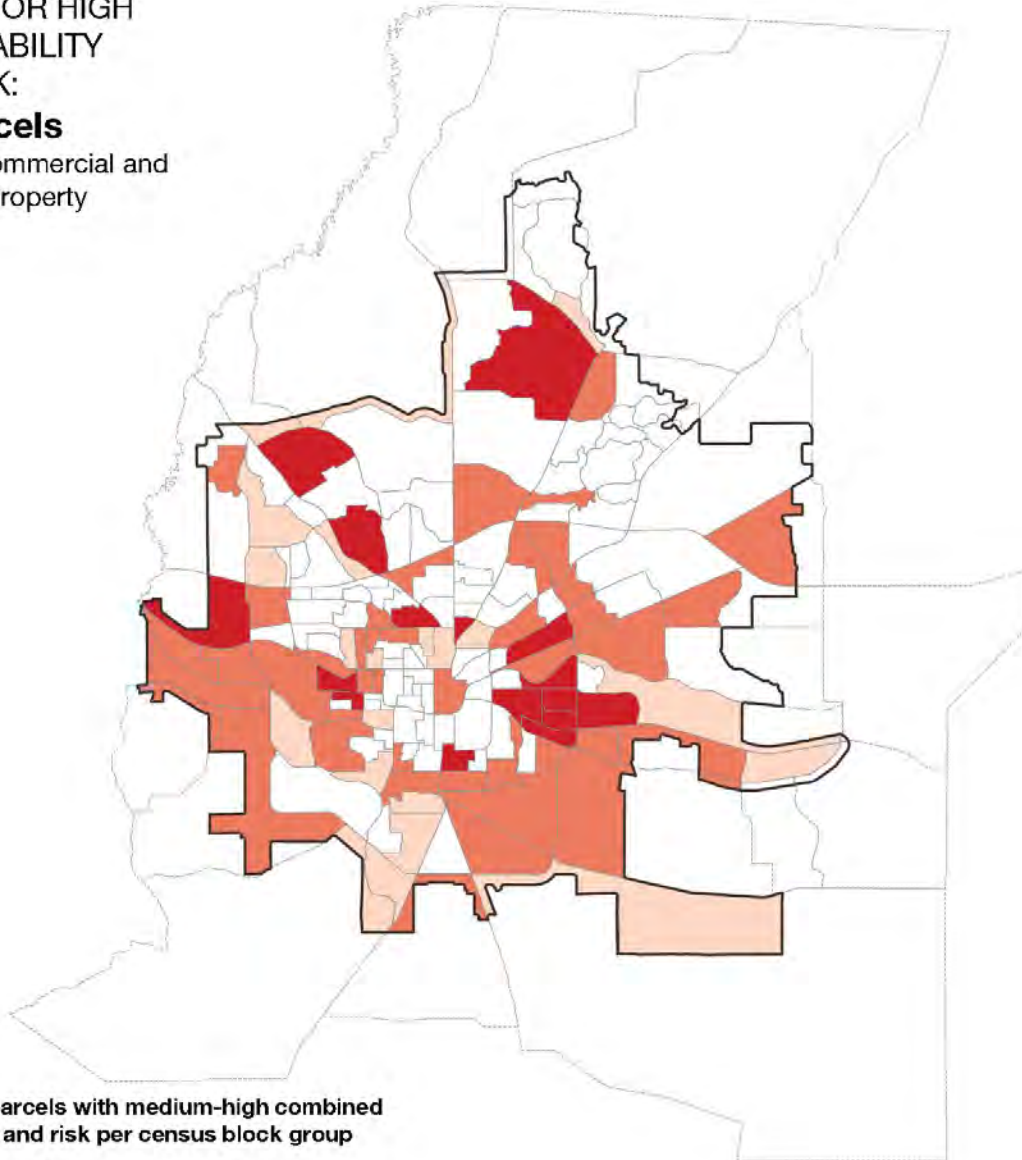 OR HIGH
ABILITY
K:
cels
ommercial and
roperty
arcels with medium-high combined
and risk per census block group